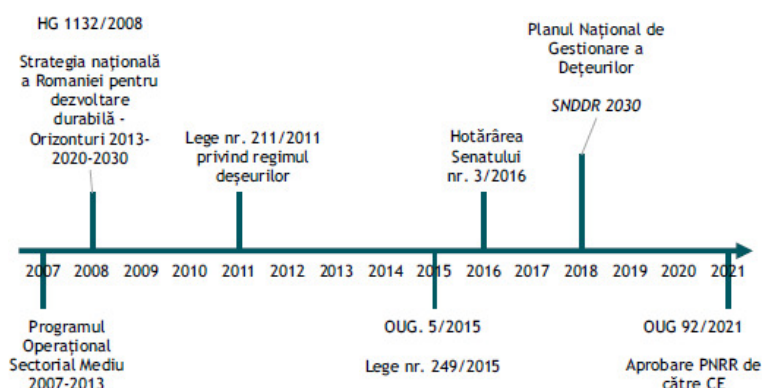 HG 1132/2008
Strategia națională
a Romaniei pentru
dezvoltare
durabilă -
Orizonturi 2013-
2020-2030
Lege nr. 211/2011
privind regimul
deșeurilor
Hotărârea
Senatului
nr. 3/2016
Planul Național de
Gestionare a
Dețeurilor
SNDDR 2030
2007 2008 2009 2010 2011 2012 2013 2014 2015 2016 2017 2018 2019 2020 2021
Programul
Operațional
Sectorial Mediu
2007-2013
OUG. 5/2015
Lege nr. 249/2015
OUG 92/2021
Aprobare PNRR de
către CE